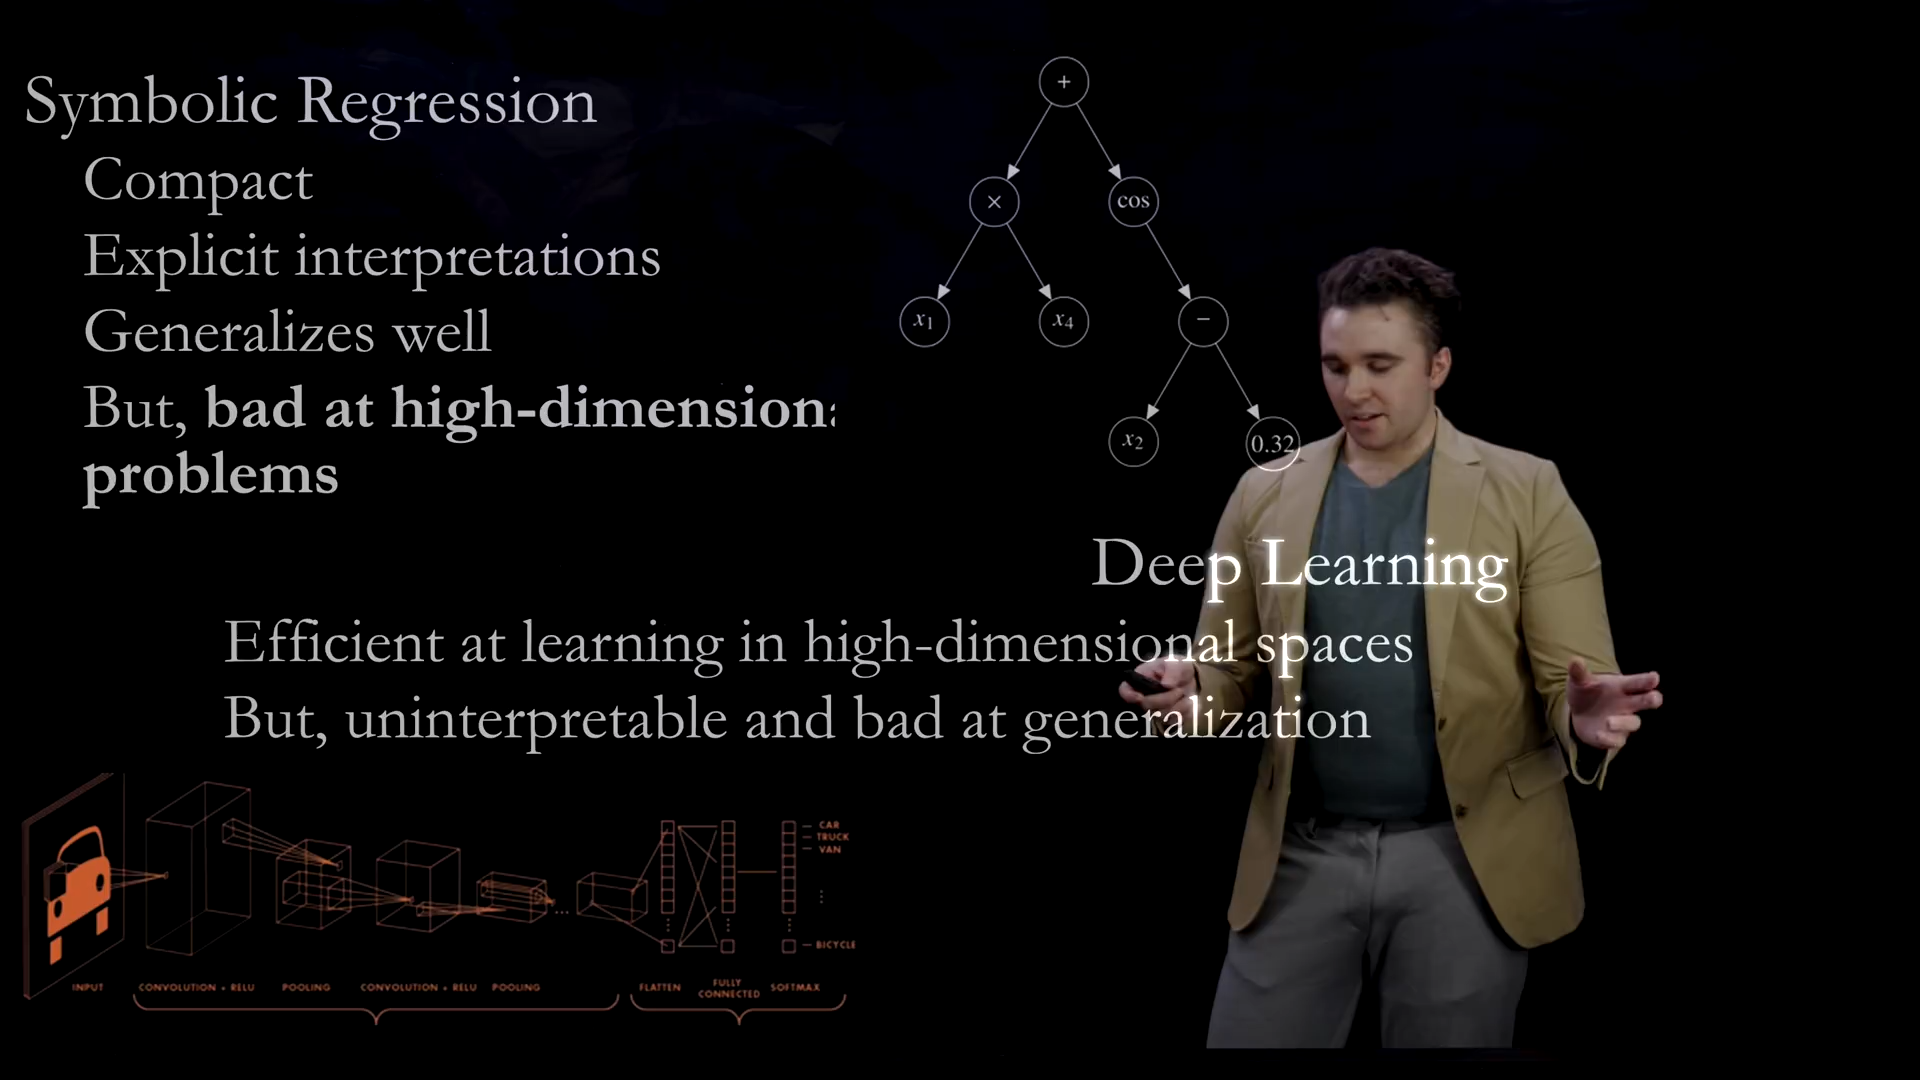 Symbolic Regression
Compact
Explicit interpretations
Generalizes well
But, bad at high-dimensiona
problems
+
× cos
x₁ x₄ −
x₂ 0.32
Deep Learning
Efficient at learning in high-dimensional spaces
But, uninterpretable and bad at generalization
CAR
TRUCK
VAN
BICYCLE
INPUT CONVOLUTION + RELU POOLING CONVOLUTION + RELU POOLING FLATTEN FULLY CONNECTED SOFTMAX